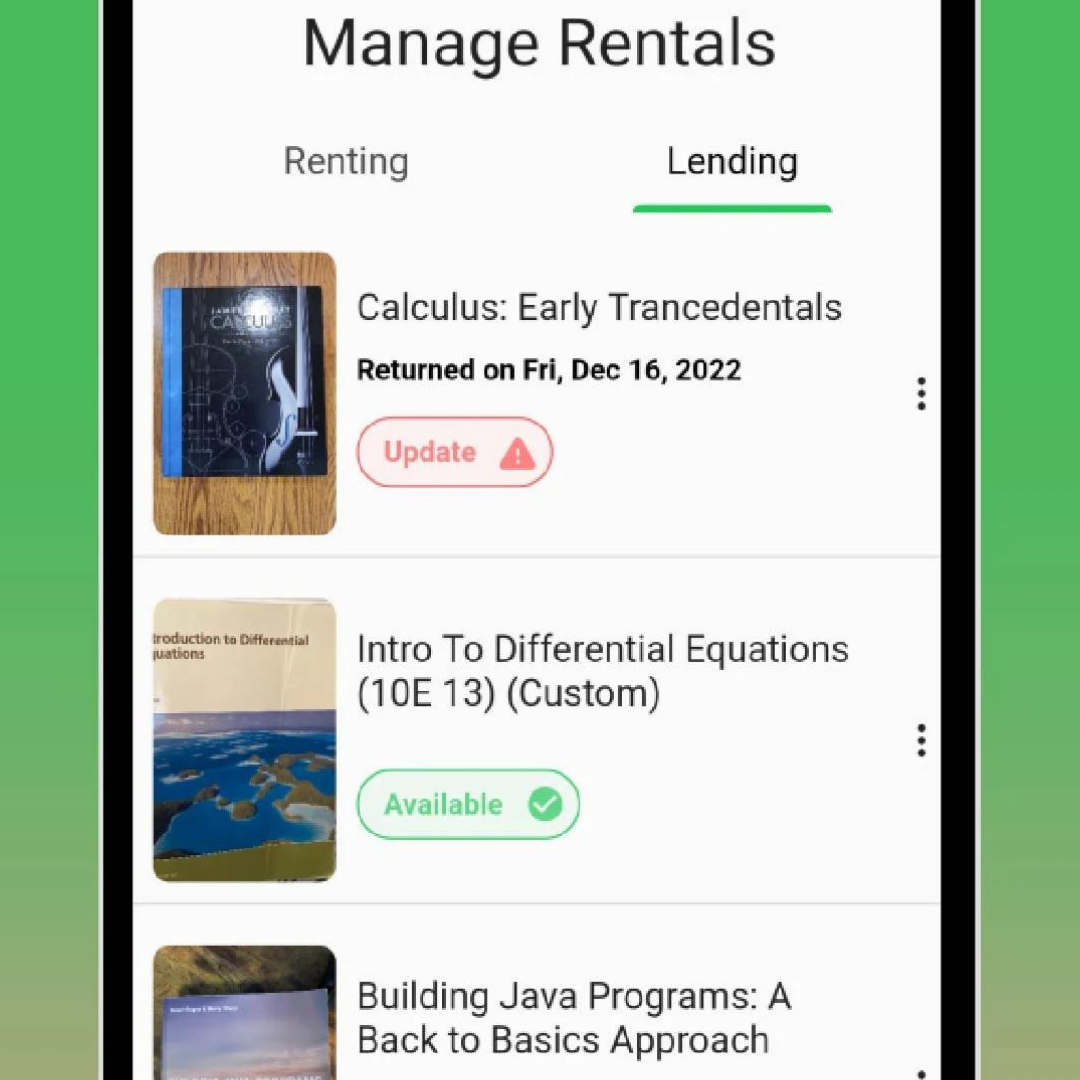 Manage Rentals
Renting
Lending
CALCULUS
Calculus: Early Trancedentals
Returned on Fri, Dec 16, 2022
Update
troduction to Differential
quations
Intro To Differential Equations
(10E 13) (Custom)
Available
Building Java Programs: A
Back to Basics Approach